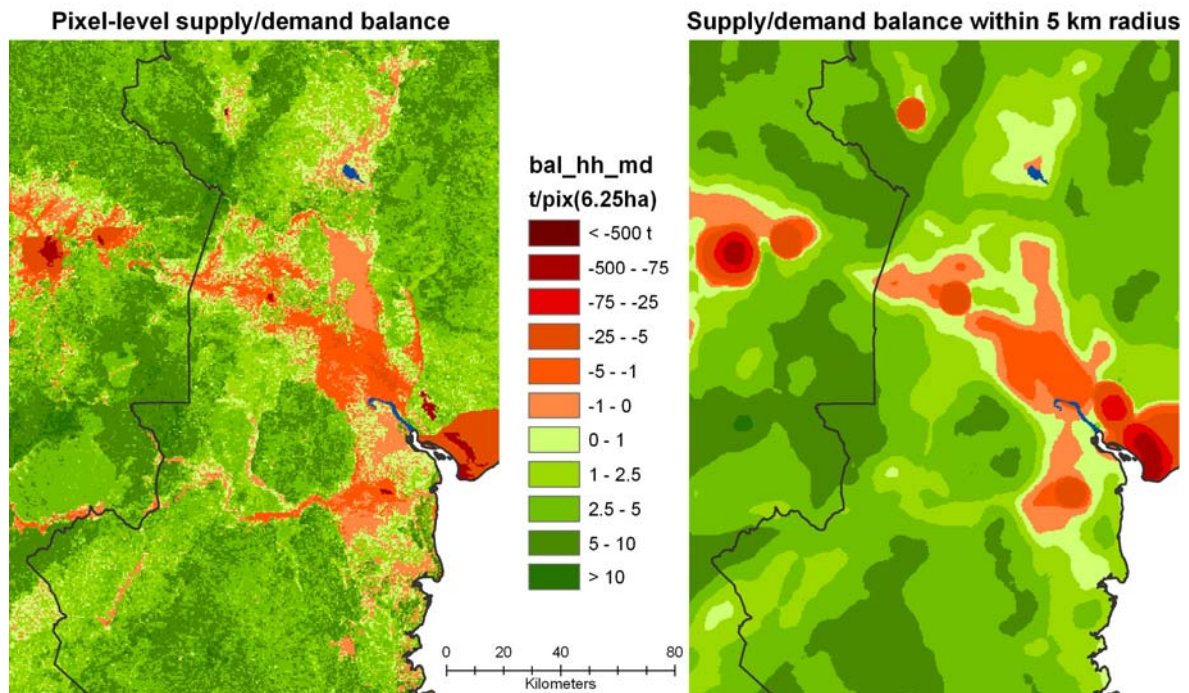 Pixel-level supply/demand balance
Supply/demand balance within 5 km radius
bal_hh_md
t/pix(6.25ha)
< -500 t
-500 - -75
-75 - -25
-25 - -5
-5 - -1
-1 - 0
0 - 1
1 - 2.5
2.5 - 5
5 - 10
> 10
0 20 40 80
Kilometers